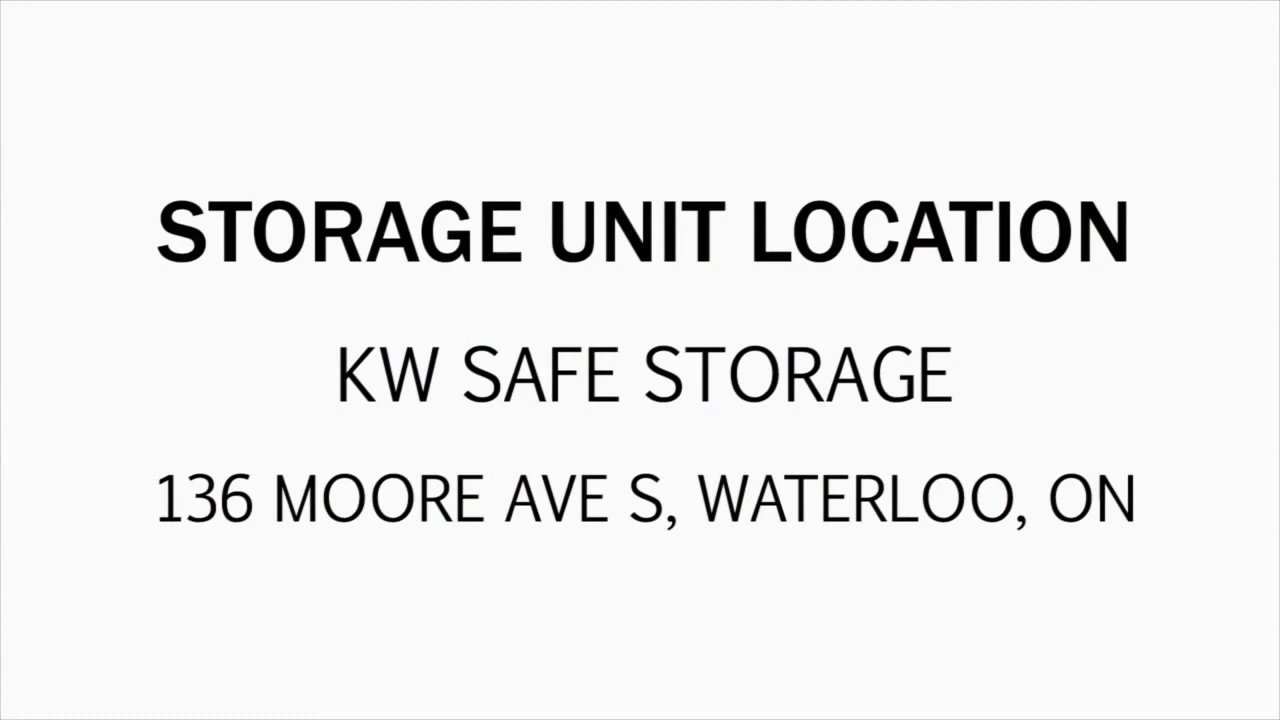 STORAGE UNIT LOCATION
KW SAFE STORAGE
136 MOORE AVE S, WATERLOO, ON